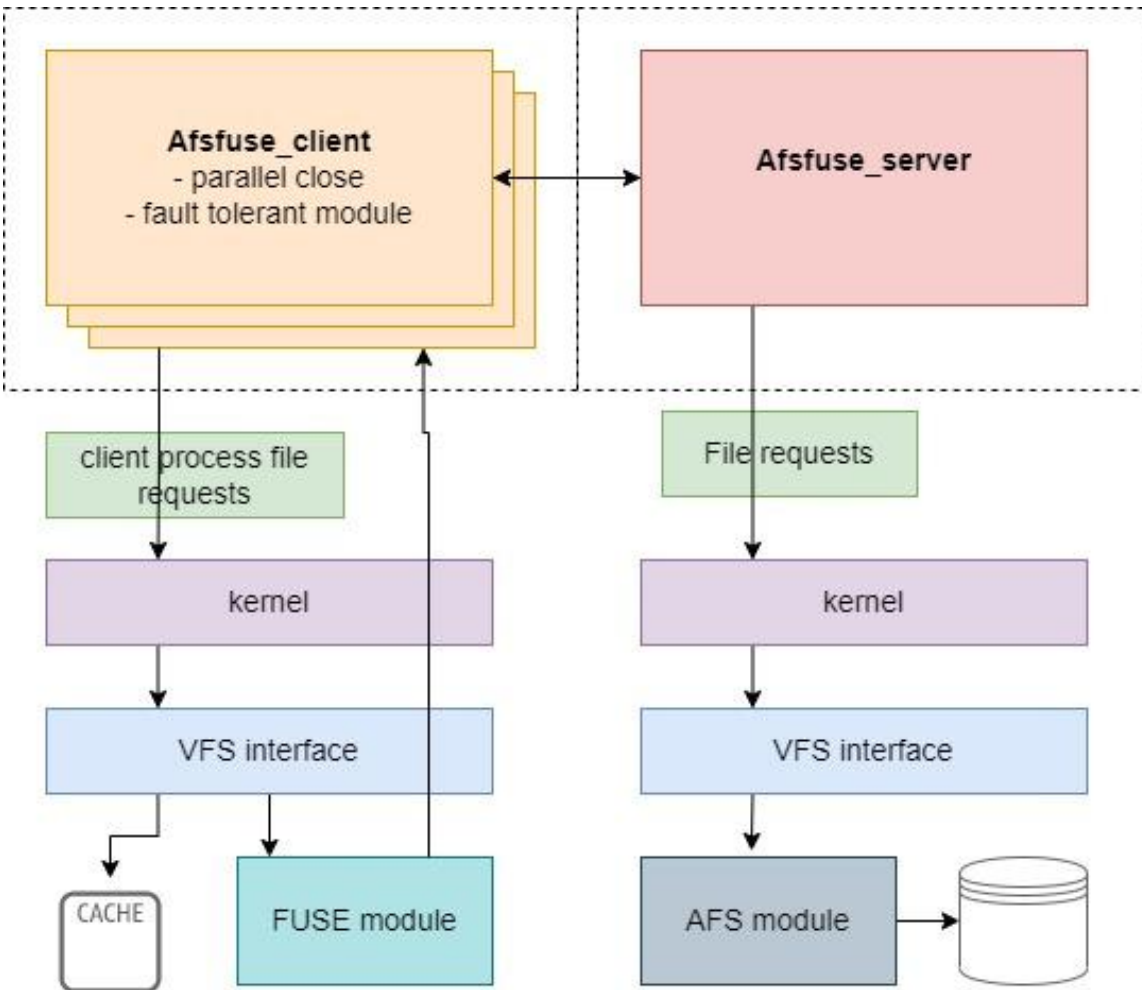 Afsfuse_client
- parallel close
- fault tolerant module
Afsfuse_server
client process file
requests
File requests
kernel
kernel
VFS interface
VFS interface
CACHE
FUSE module
AFS module